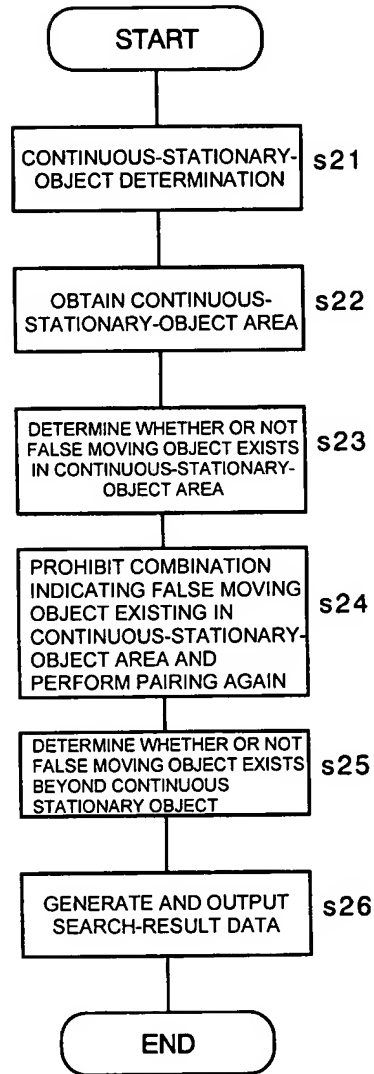 START
CONTINUOUS-STATIONARY-
OBJECT DETERMINATION
s21
OBTAIN CONTINUOUS-
STATIONARY-OBJECT AREA
s22
DETERMINE WHETHER OR NOT
FALSE MOVING OBJECT EXISTS
IN CONTINUOUS-STATIONARY-
OBJECT AREA
s23
PROHIBIT COMBINATION
INDICATING FALSE MOVING
OBJECT EXISTING IN
CONTINUOUS-STATIONARY-
OBJECT AREA AND
PERFORM PAIRING AGAIN
s24
DETERMINE WHETHER OR NOT
FALSE MOVING OBJECT EXISTS
BEYOND CONTINUOUS
STATIONARY OBJECT
s25
GENERATE AND OUTPUT
SEARCH-RESULT DATA
s26
END